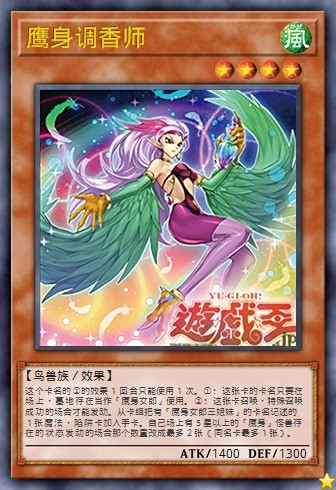 鹰身调香师
風
YU-GI-OH!
遊戯王
【鸟兽族／效果】
这个卡名的②的效果１回合只能使用１次。①：这张卡的卡名只要在
场上·墓地存在当作「鹰身女郎」使用。②：这张卡召唤·特殊召唤
成功的场合才能发动。从卡组把有「鹰身女郎三姐妹」的卡名记述的
１张魔法·陷阱卡加入手卡。自己场上有５星以上的「鹰身」怪兽存
在的状态发动的场合那个数量改成最多２张（同名卡最多１张）。
ATK/1400 DEF/1300